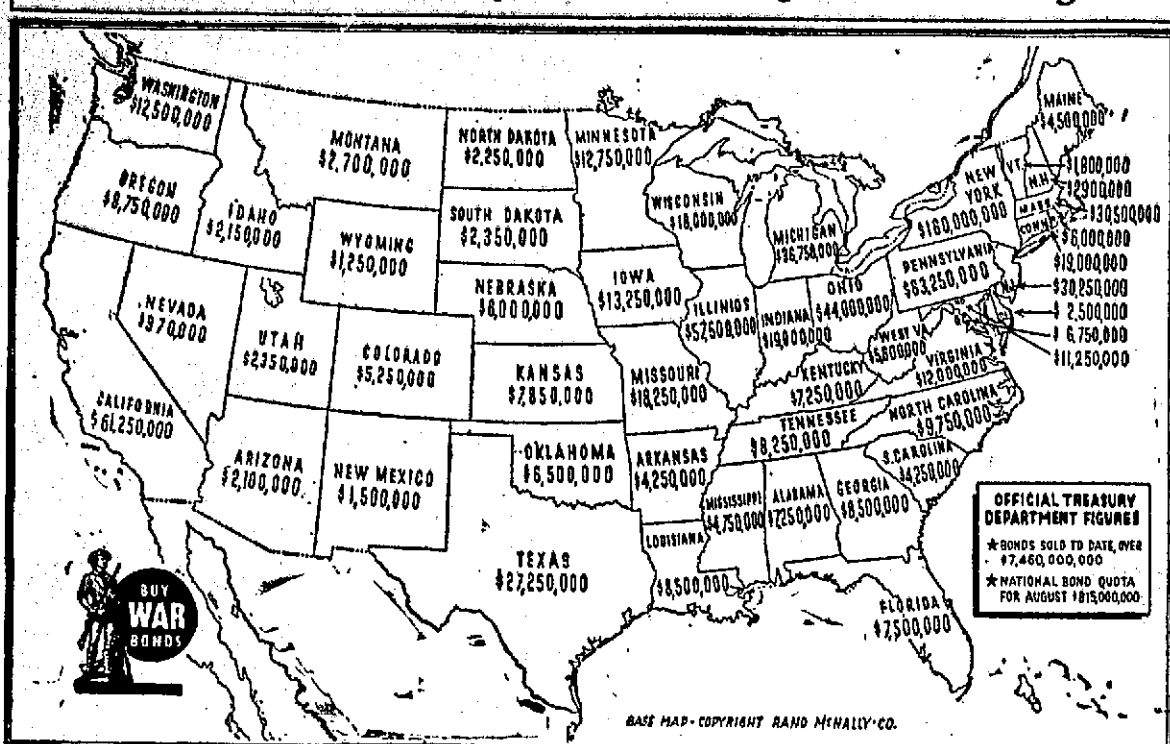 WASHINGTON
$12,500,000
OREGON
$8,750,000
IDAHO
$2,150,000
MONTANA
$2,700,000
WYOMING
$1,250,000
NORTH DAKOTA
$2,250,000
SOUTH DAKOTA
$2,350,000
NEBRASKA
$6,000,000
KANSAS
$7,850,000
MINNESOTA
$12,750,000
WISCONSIN
$18,000,000
MICHIGAN
$36,750,000
IOWA
$13,250,000
ILLINOIS
$57,500,000
INDIANA
$19,000,000
OHIO
$44,000,000
NEVADA
$970,000
UTAH
$2,350,000
COLORADO
$5,250,000
CALIFORNIA
$61,250,000
ARIZONA
$2,100,000
NEW MEXICO
$1,500,000
OKLAHOMA
$6,500,000
TEXAS
$27,250,000
MISSOURI
$18,250,000
ARKANSAS
$4,250,000
LOUISIANA
$8,500,000
MISSISSIPPI
$4,750,000
ALABAMA
$7,250,000
GEORGIA
$8,500,000
FLORIDA
$7,500,000
S. CAROLINA
$4,250,000
NORTH CAROLINA
$9,750,000
TENNESSEE
$8,250,000
KENTUCKY
$7,250,000
WEST VA.
VIRGINIA
$12,000,000
PENNSYLVANIA
NEW
YORK
$160,000,000
MAINE
$4,500,000
VT.
N.H.
MASS.
CONN.
N.J.
$1,800,000
$2,900,000
$30,500,000
$6,000,000
$19,000,000
$30,250,000
$2,500,000
$6,750,000
$11,250,000
OFFICIAL TREASURY
DEPARTMENT FIGURES
★ BONDS SOLD TO DATE, OVER
$7,460,000,000
★ NATIONAL BOND QUOTA
FOR AUGUST $815,000,000
BUY
WAR
BONDS
BASE MAP - COPYRIGHT RAND McNALLY - CO.